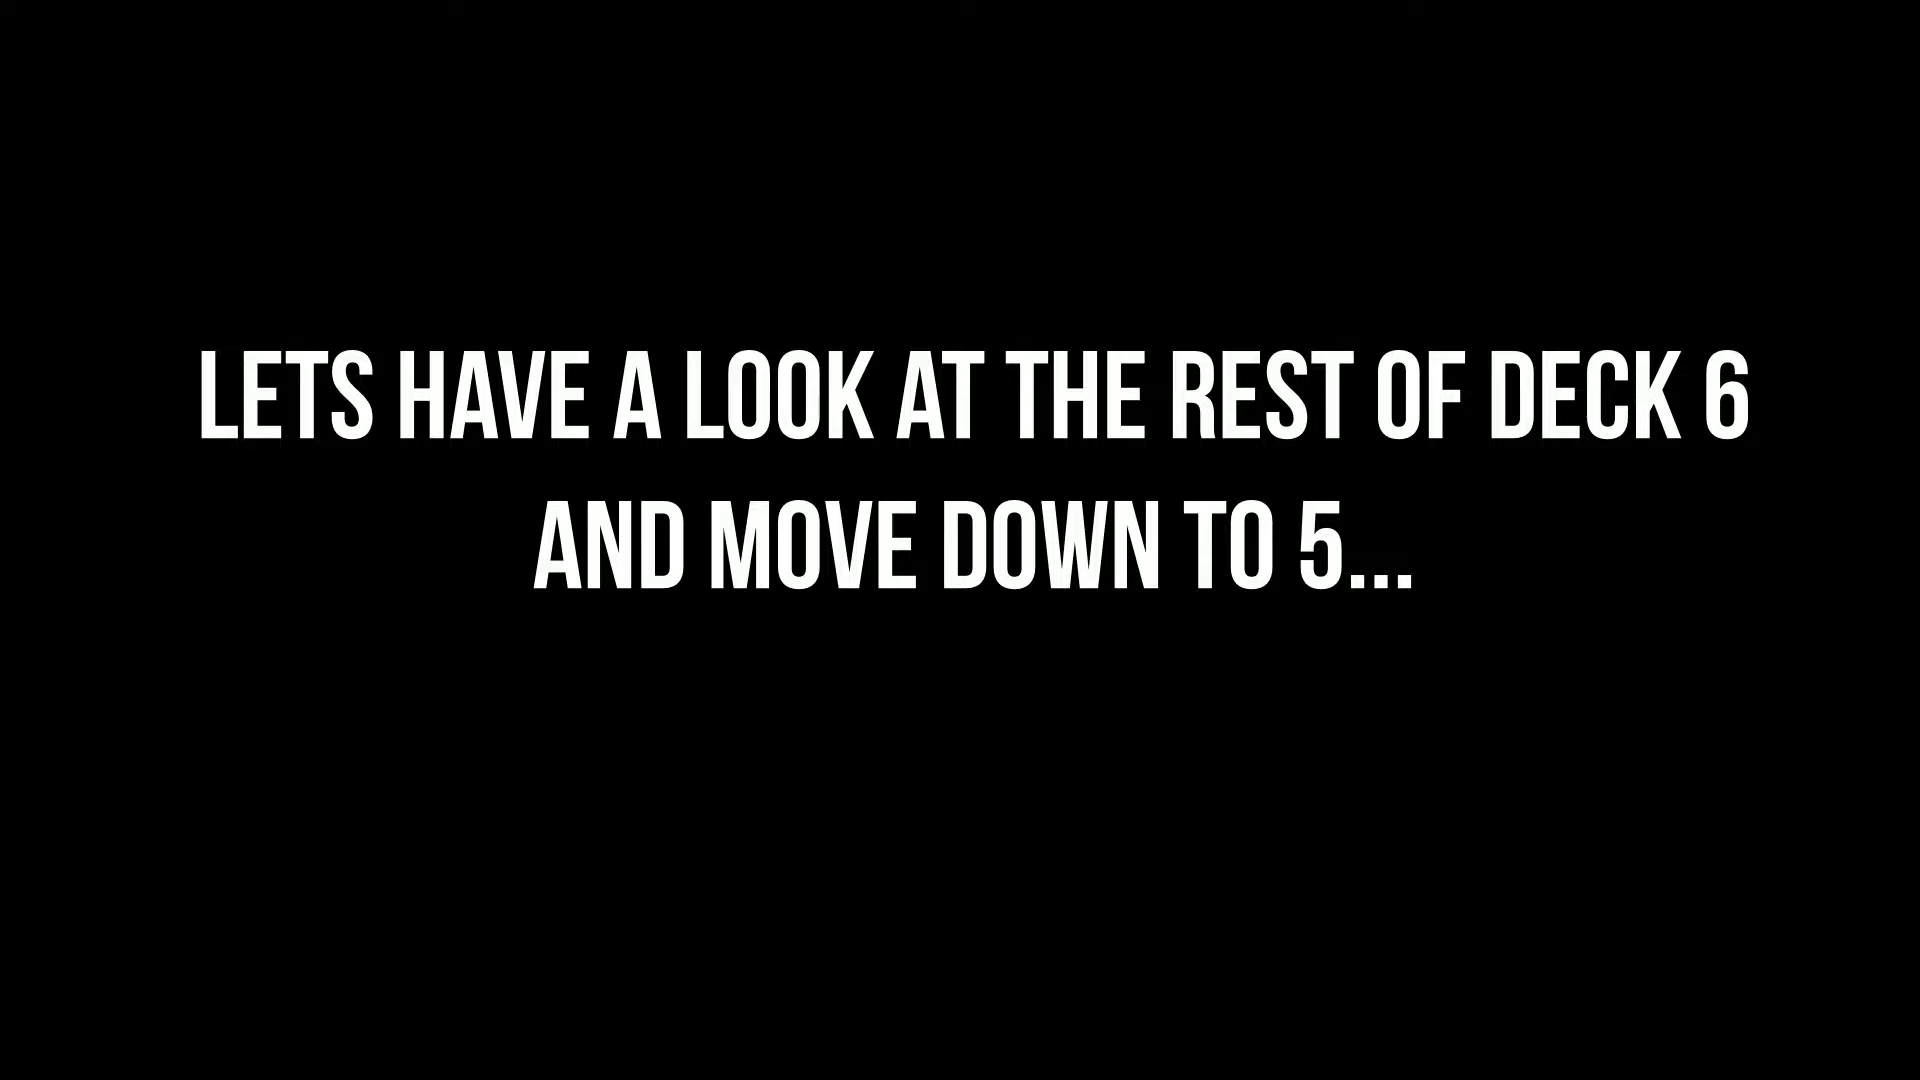 LETS HAVE A LOOK AT THE REST OF DECK 6
AND MOVE DOWN TO 5...